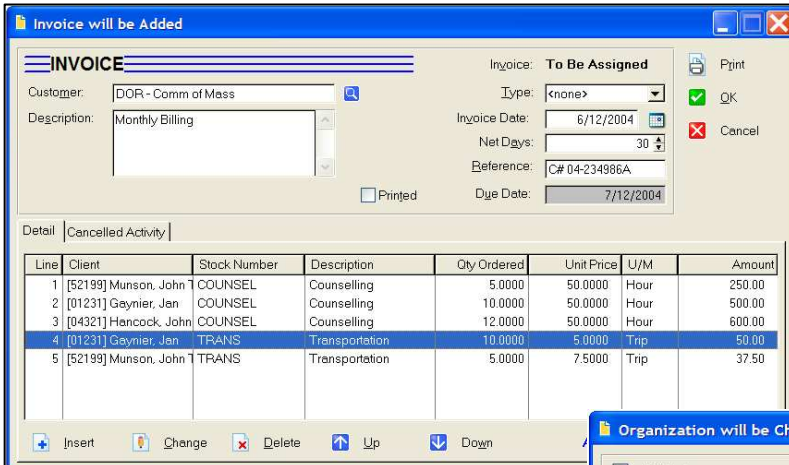 Invoice will be Added
INVOICE
Invoice: To Be Assigned
Print
Customer: DOR - Comm of Mass
Type: <none>
OK
Description: Monthly Billing
Invoice Date: 6/12/2004
Cancel
Net Days: 30
Reference: C# 04-234986A
Printed
Due Date: 7/12/2004
Detail Cancelled Activity
Line Client Stock Number Description Qty Ordered Unit Price U/M Amount
1 [52199] Munson, John T COUNSEL Counselling 5.0000 50.0000 Hour 250.00
2 [01231] Gaynier, Jan COUNSEL Counselling 10.0000 50.0000 Hour 500.00
3 [04321] Hancock, John COUNSEL Counselling 12.0000 50.0000 Hour 600.00
4 [01231] Gaynier, Jan TRANS Transportation 10.0000 5.0000 Trip 50.00
5 [52199] Munson, John T TRANS Transportation 5.0000 7.5000 Trip 37.50
Insert Change Delete Up Down
Organization will be Ch